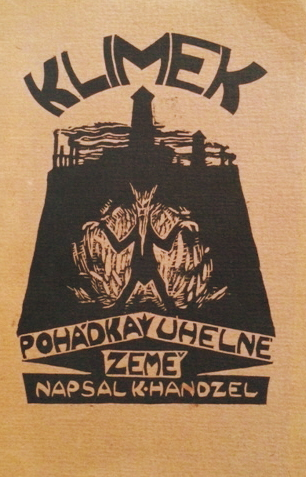 KLIMEK
POHÁDKA Z UHELNÉ
ZEMĚ
NAPSAL K·HANDZEL